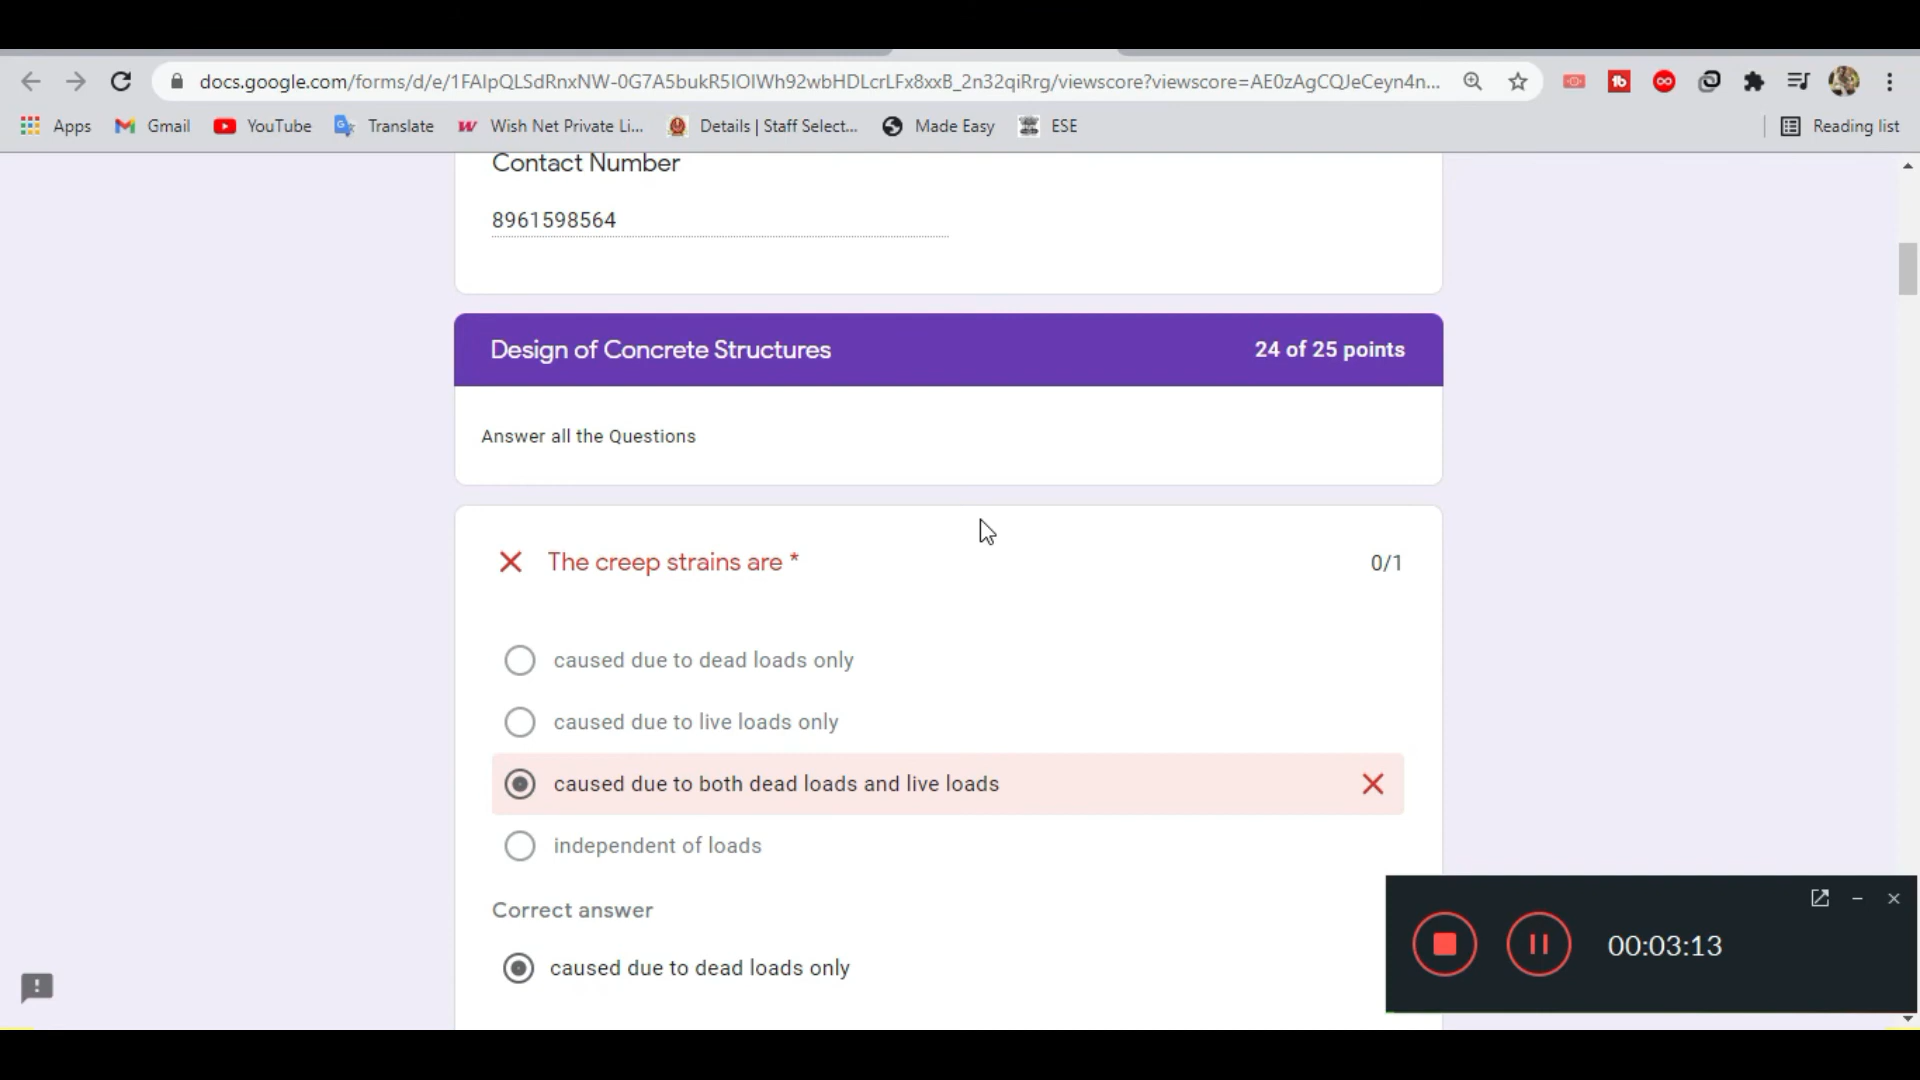 docs.google.com/forms/d/e/1FAIpQLSdRnxNW-0G7A5bukR5IOIWh92wbHDLcrLFx8xxB_2n32qiRrg/viewscore?viewscore=AE0zAgCQJeCeyn4n...
Apps Gmail YouTube Translate Wish Net Private Li... Details | Staff Select... Made Easy ESE Reading list
Contact Number
8961598564
Design of Concrete Structures 24 of 25 points
Answer all the Questions
The creep strains are * 0/1
caused due to dead loads only
caused due to live loads only
caused due to both dead loads and live loads
independent of loads
Correct answer
caused due to dead loads only
00:03:13